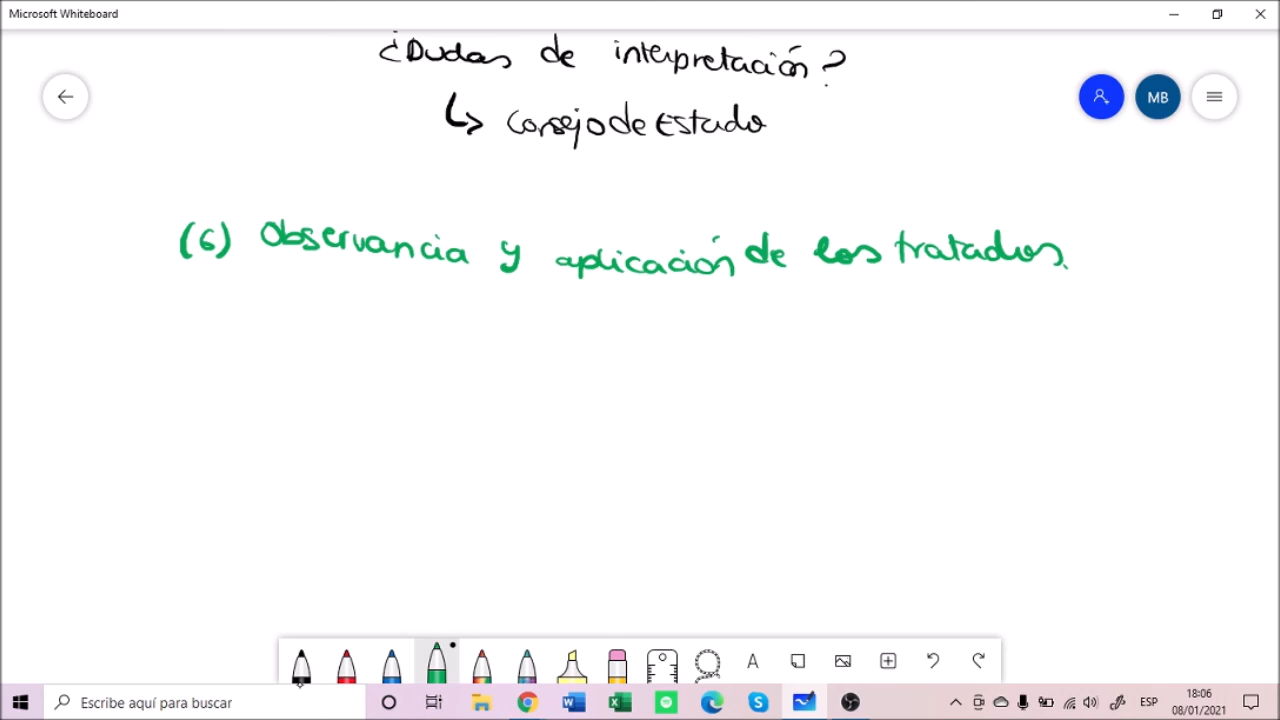 Microsoft Whiteboard
¿Dudas de interpretación?
↳ Consejo de Estado
MB
(6) Observancia y aplicación de los tratados.
A
Escribe aquí para buscar
ESP
18:06
08/01/2021